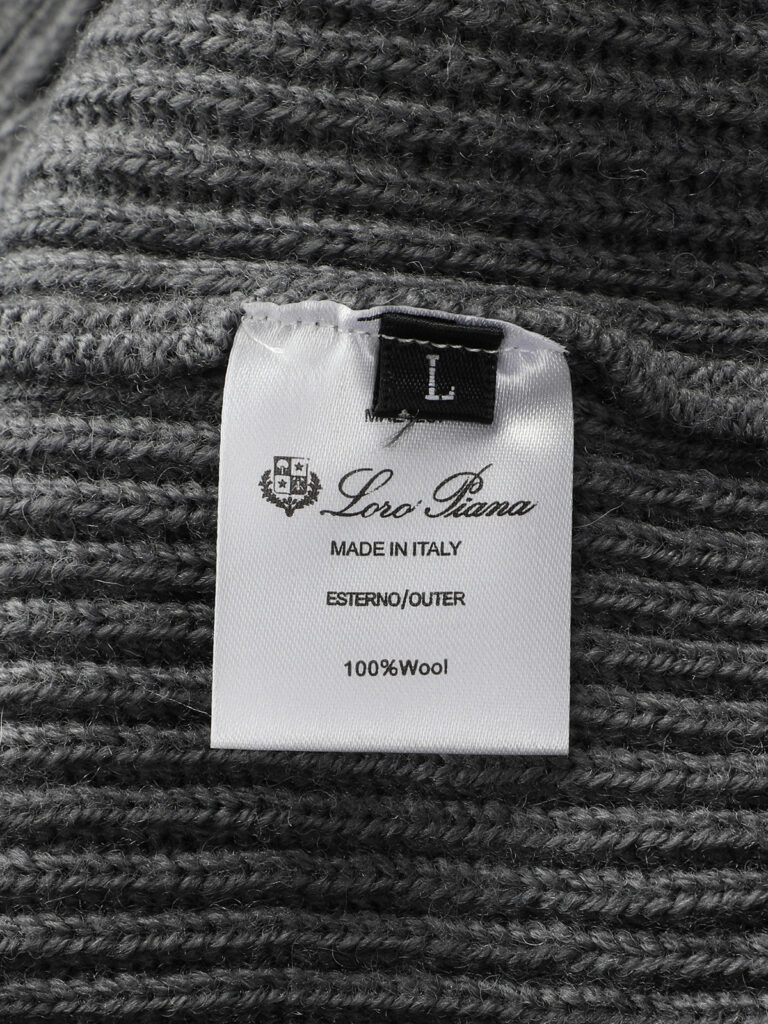 L
Loro Piana
MADE IN ITALY
ESTERNO/OUTER
100%Wool